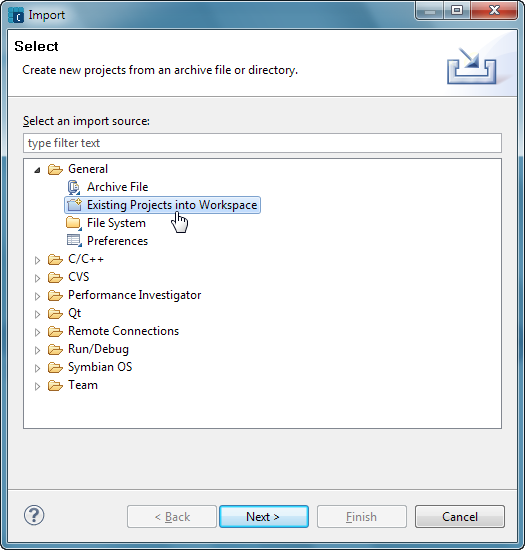 Import
Select
Create new projects from an archive file or directory.
Select an import source:
type filter text
General
Archive File
Existing Projects into Workspace
File System
Preferences
C/C++
CVS
Performance Investigator
Qt
Remote Connections
Run/Debug
Symbian OS
Team
? < Back Next > Finish Cancel